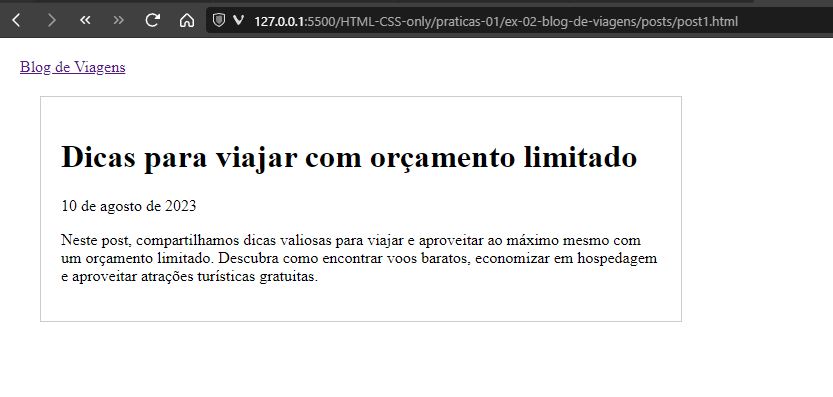 127.0.0.1:5500/HTML-CSS-only/praticas-01/ex-02-blog-de-viagens/posts/post1.html
Blog de Viagens
Dicas para viajar com orçamento limitado
10 de agosto de 2023
Neste post, compartilhamos dicas valiosas para viajar e aproveitar ao máximo mesmo com
um orçamento limitado. Descubra como encontrar voos baratos, economizar em hospedagem
e aproveitar atrações turísticas gratuitas.